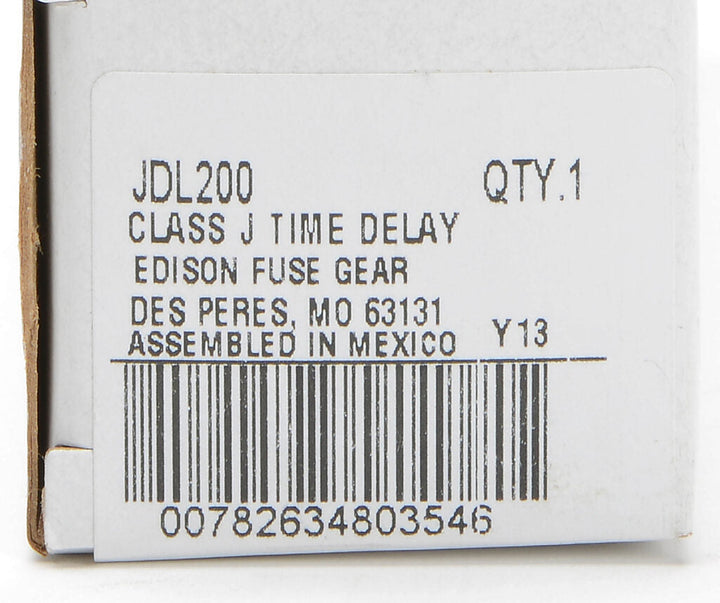 JDL200 QTY.1
CLASS J TIME DELAY
EDISON FUSE GEAR
DES PERES, MO 63131
ASSEMBLED IN MEXICO Y13
00782634803546